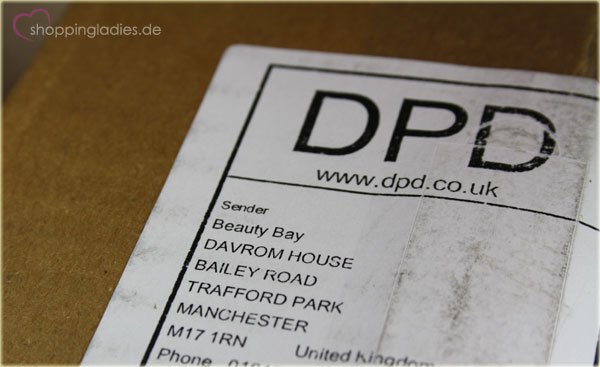 shoppingladies.de
DPD
www.dpd.co.uk
Sender
Beauty Bay
DAVROM HOUSE
BAILEY ROAD
TRAFFORD PARK
MANCHESTER
M17 1RN United Kingdom
Phone